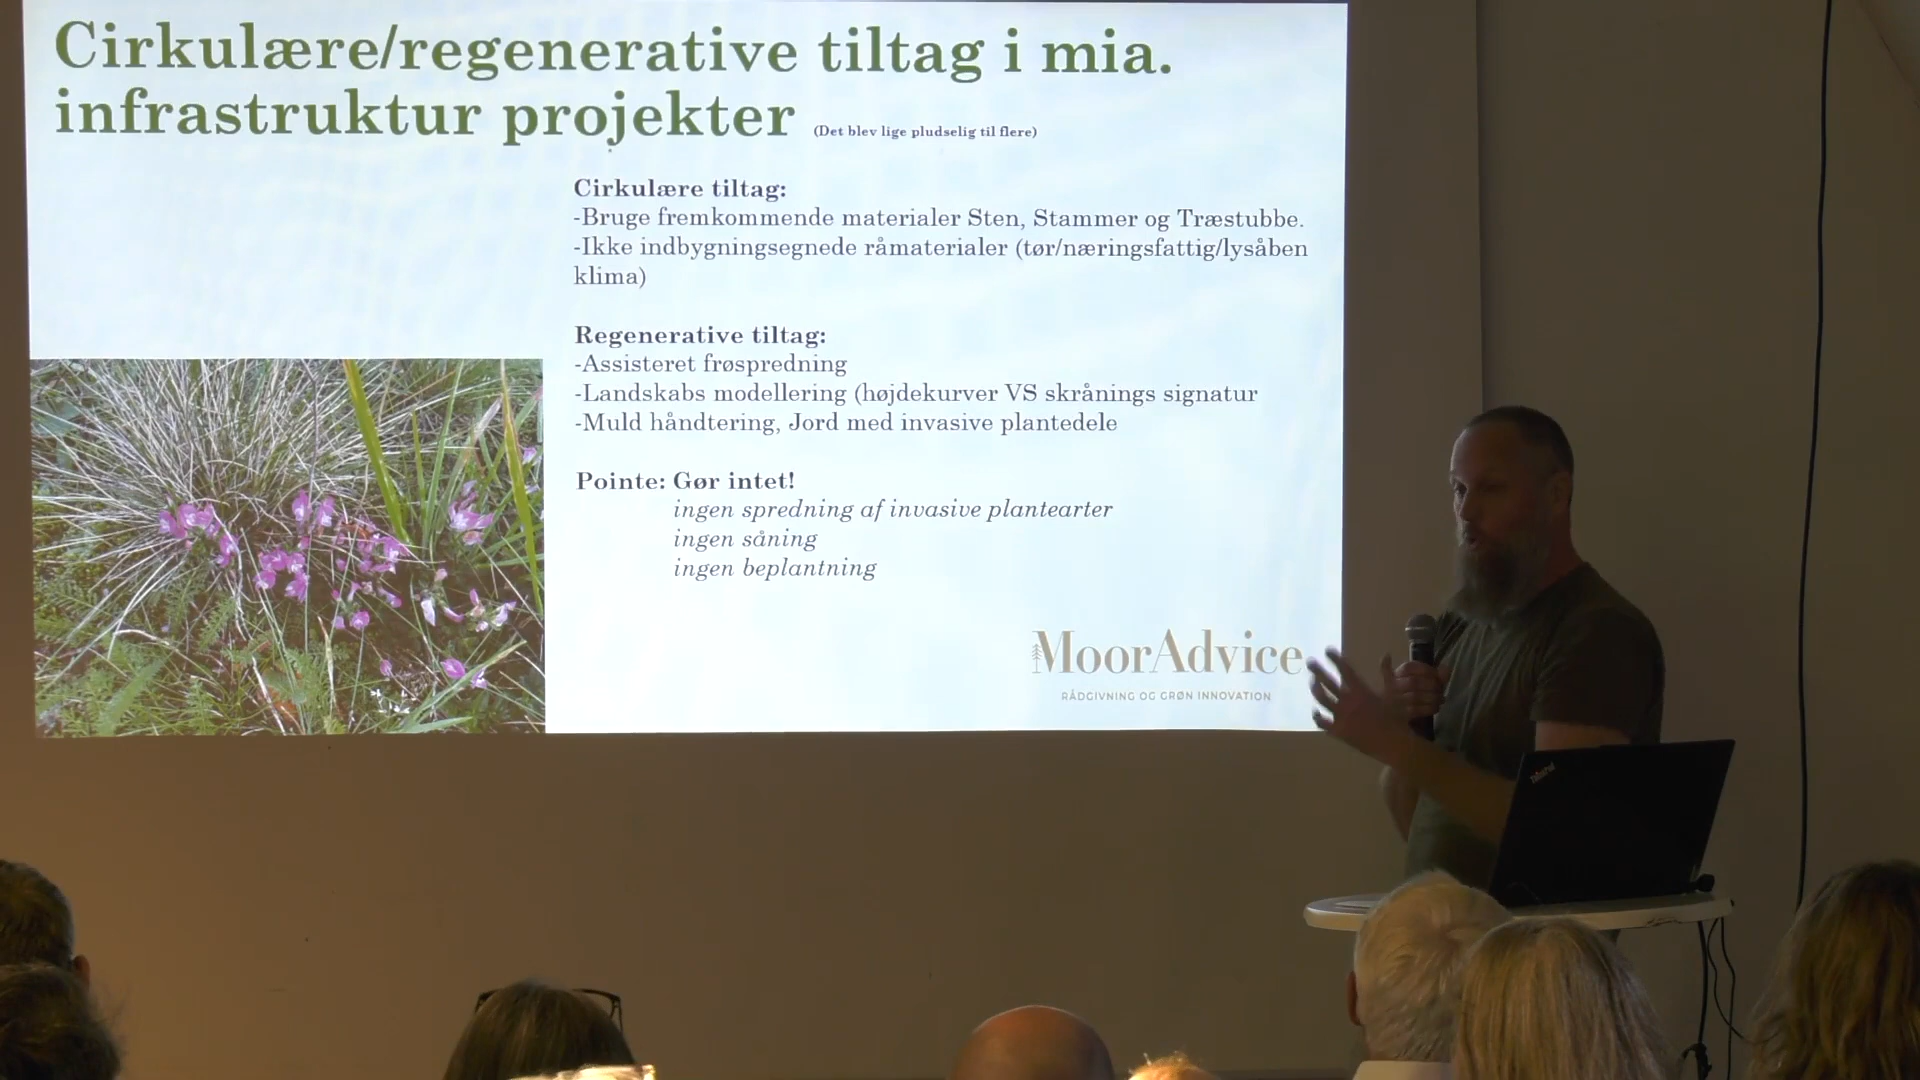 Cirkulære/regenerative tiltag i mia.
infrastruktur projekter (Det blev lige pludselig til flere)
Cirkulære tiltag:
-Bruge fremkommende materialer Sten, Stammer og Træstubbe.
-Ikke indbygningsegnede råmaterialer (tør/næringsfattig/lysåben
klima)
Regenerative tiltag:
-Assisteret frøspredning
-Landskabs modellering (højdekurver VS skrånings signatur
-Muld håndtering, Jord med invasive plantedele
Pointe: Gør intet!
ingen spredning af invasive plantearter
ingen såning
ingen beplantning
MoorAdvice
RÅDGIVNING OG GRØN INNOVATION
ThinkPad